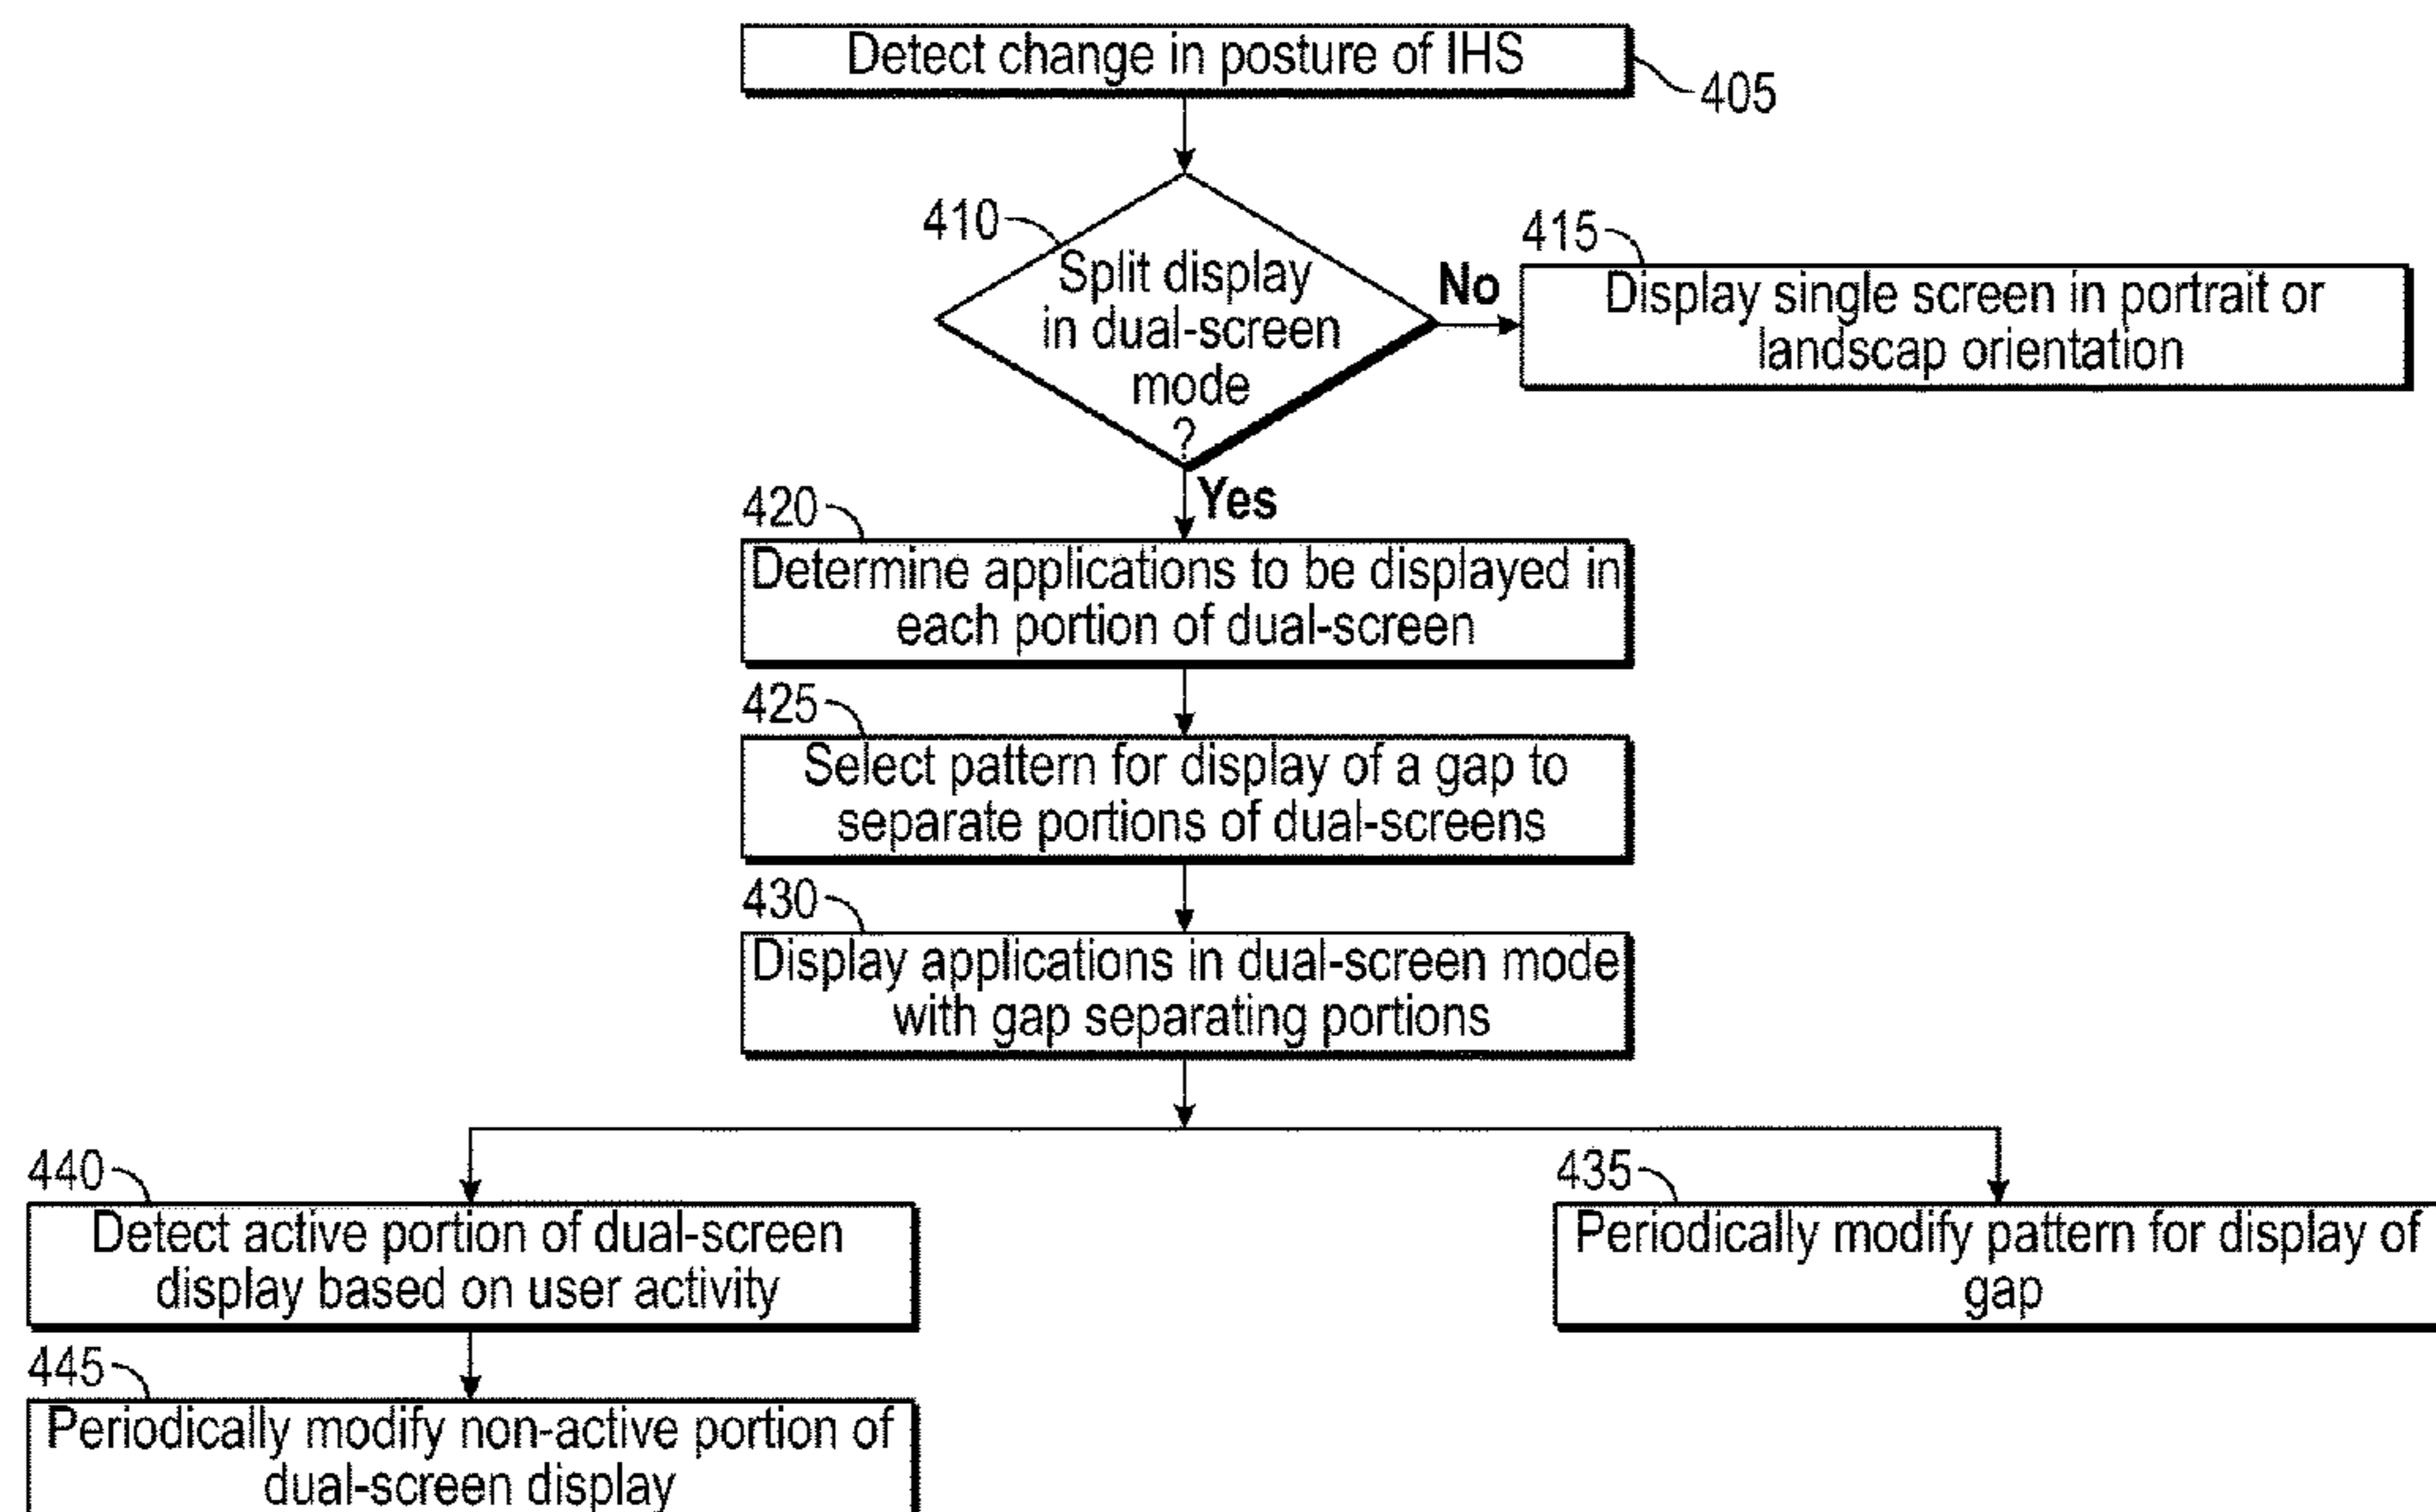 Detect change in posture of IHS
405
410
Split display
in dual-screen
mode
?
No
415
Display single screen in portrait or
landscap orientation
Yes
420
Determine applications to be displayed in
each portion of dual-screen
425
Select pattern for display of a gap to
separate portions of dual-screens
430
Display applications in dual-screen mode
with gap separating portions
440
Detect active portion of dual-screen
display based on user activity
435
Periodically modify pattern for display of
gap
445
Periodically modify non-active portion of
dual-screen display